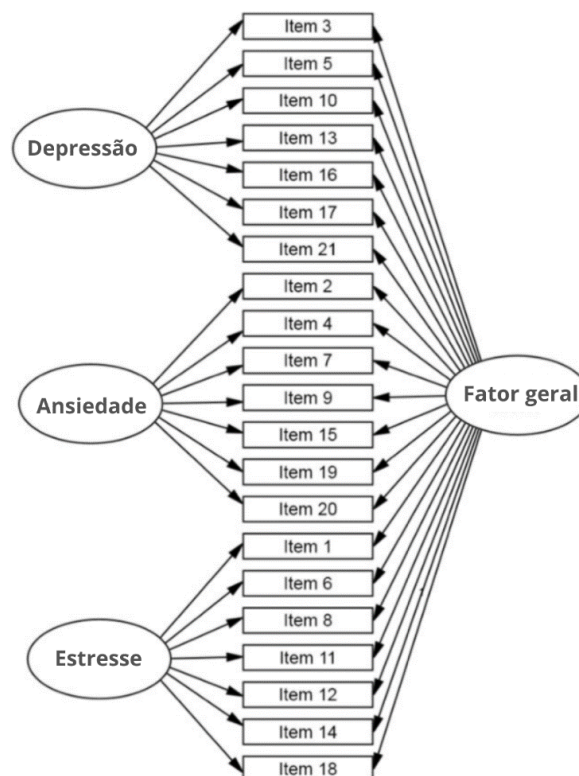 Item 3
Item 5
Item 10
Item 13
Depressão
Item 16
Item 17
Item 21
Item 2
Item 4
Item 7
Item 9
Ansiedade
Fator geral
Item 15
Item 19
Item 20
Item 1
Item 6
Item 8
Item 11
Estresse
Item 12
Item 14
Item 18